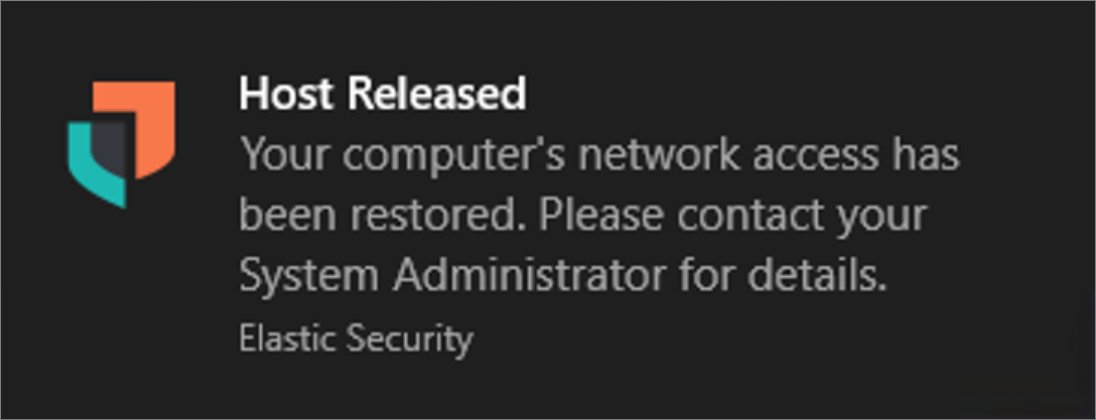 Host Released
Your computer's network access has
been restored. Please contact your
System Administrator for details.
Elastic Security